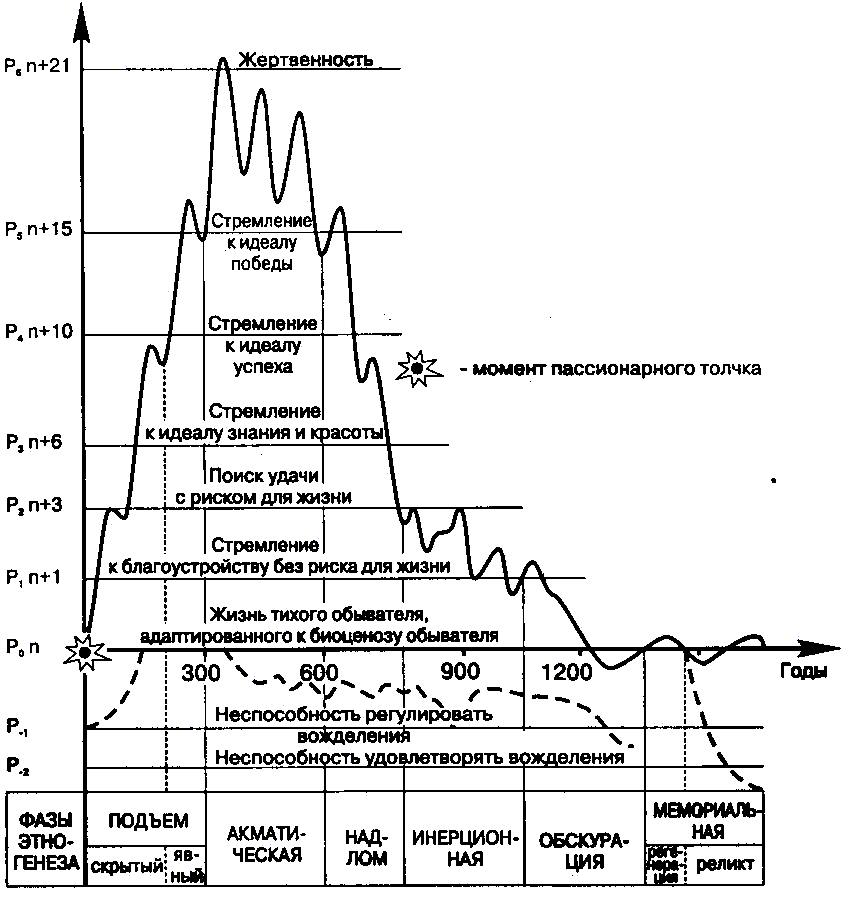 P₆ n+21
Жертвенность
P₅ n+15
Стремление
к идеалу
победы
P₄ n+10
Стремление
к идеалу
успеха
- момент пассионарного толчка
Стремление
к идеалу знания и красоты
P₃ n+6
Поиск удачи
с риском для жизни
P₂ n+3
Стремление
к благоустройству без риска для жизни
P₁ n+1
Жизнь тихого обывателя,
адаптированного к биоценозу обывателя
P₀ n
300 600 900 1200 Годы
Неспособность регулировать
вожделения
P₋₁
Неспособность удовлетворять вожделения
P₋₂
ФАЗЫ
ЭТНО-
ГЕНЕЗА
ПОДЪЕМ
скрытый
яв-
ный
АКМАТИ-
ЧЕСКАЯ
НАД-
ЛОМ
ИНЕРЦИОН-
НАЯ
ОБСКУРА-
ЦИЯ
МЕМОРИАЛЬ-
НАЯ
реге-
нера-
ция
реликт